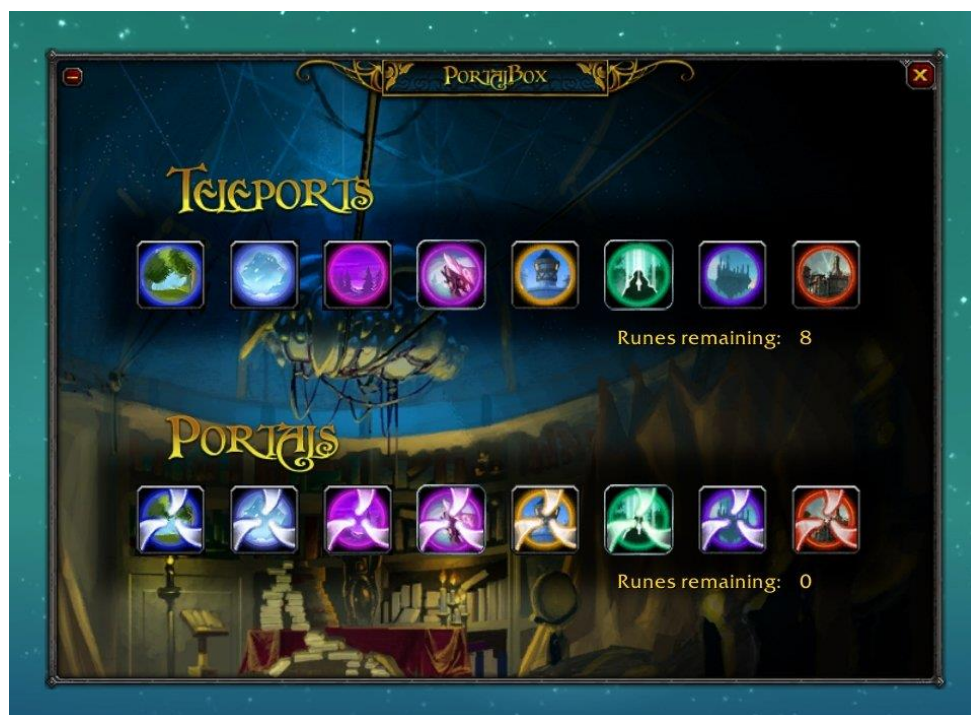 PortalBox
Teleports
Runes remaining: 8
Portals
Runes remaining: 0